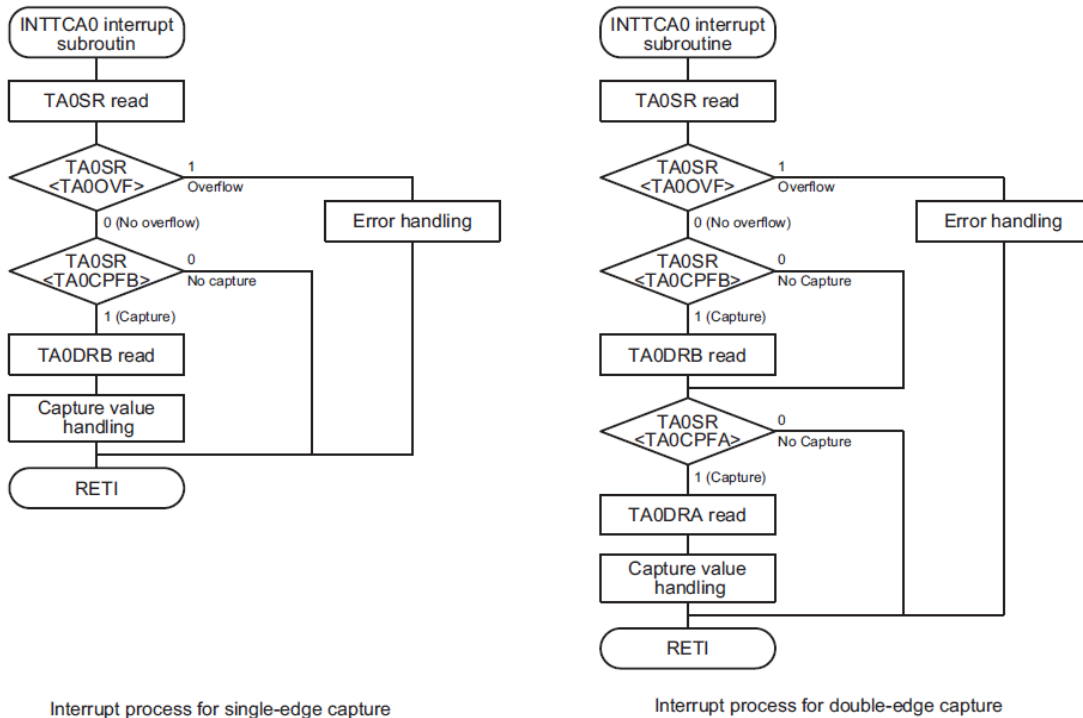 INTTCA0 interrupt
subroutin
TA0SR read
TA0SR
<TA0OVF>
1
Overflow
0 (No overflow)
Error handling
TA0SR
<TA0CPFB>
0
No capture
1 (Capture)
TA0DRB read
Capture value
handling
RETI
Interrupt process for single-edge capture
INTTCA0 interrupt
subroutine
TA0SR read
TA0SR
<TA0OVF>
1
Overflow
0 (No overflow)
Error handling
TA0SR
<TA0CPFB>
0
No Capture
1 (Capture)
TA0DRB read
TA0SR
<TA0CPFA>
0
No Capture
1 (Capture)
TA0DRA read
Capture value
handling
RETI
Interrupt process for double-edge capture